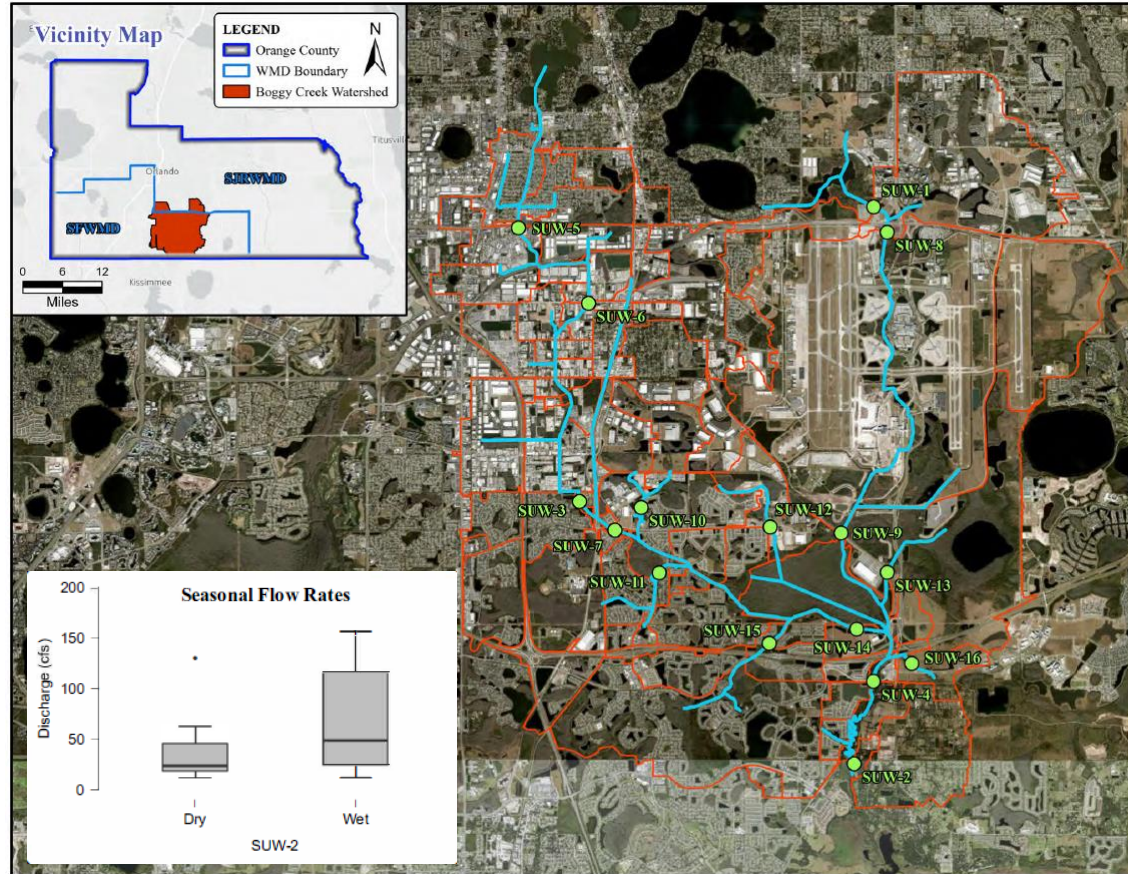 Vicinity Map
LEGEND
Orange County
WMD Boundary
Boggy Creek Watershed
N
Titusvill
Orlando
SJRWMD
SFWMD
0 6 12
Miles
Kissimmee
SUW-1
SUW-5
SUW-8
SUW-6
SUW-3
SUW-10
SUW-12
SUW-7
SUW-9
SUW-11
SUW-13
SUW-15
SUW-14
SUW-16
SUW-4
SUW-2
Seasonal Flow Rates
Discharge (cfs)
200
150
100
50
0
Dry
Wet
SUW-2